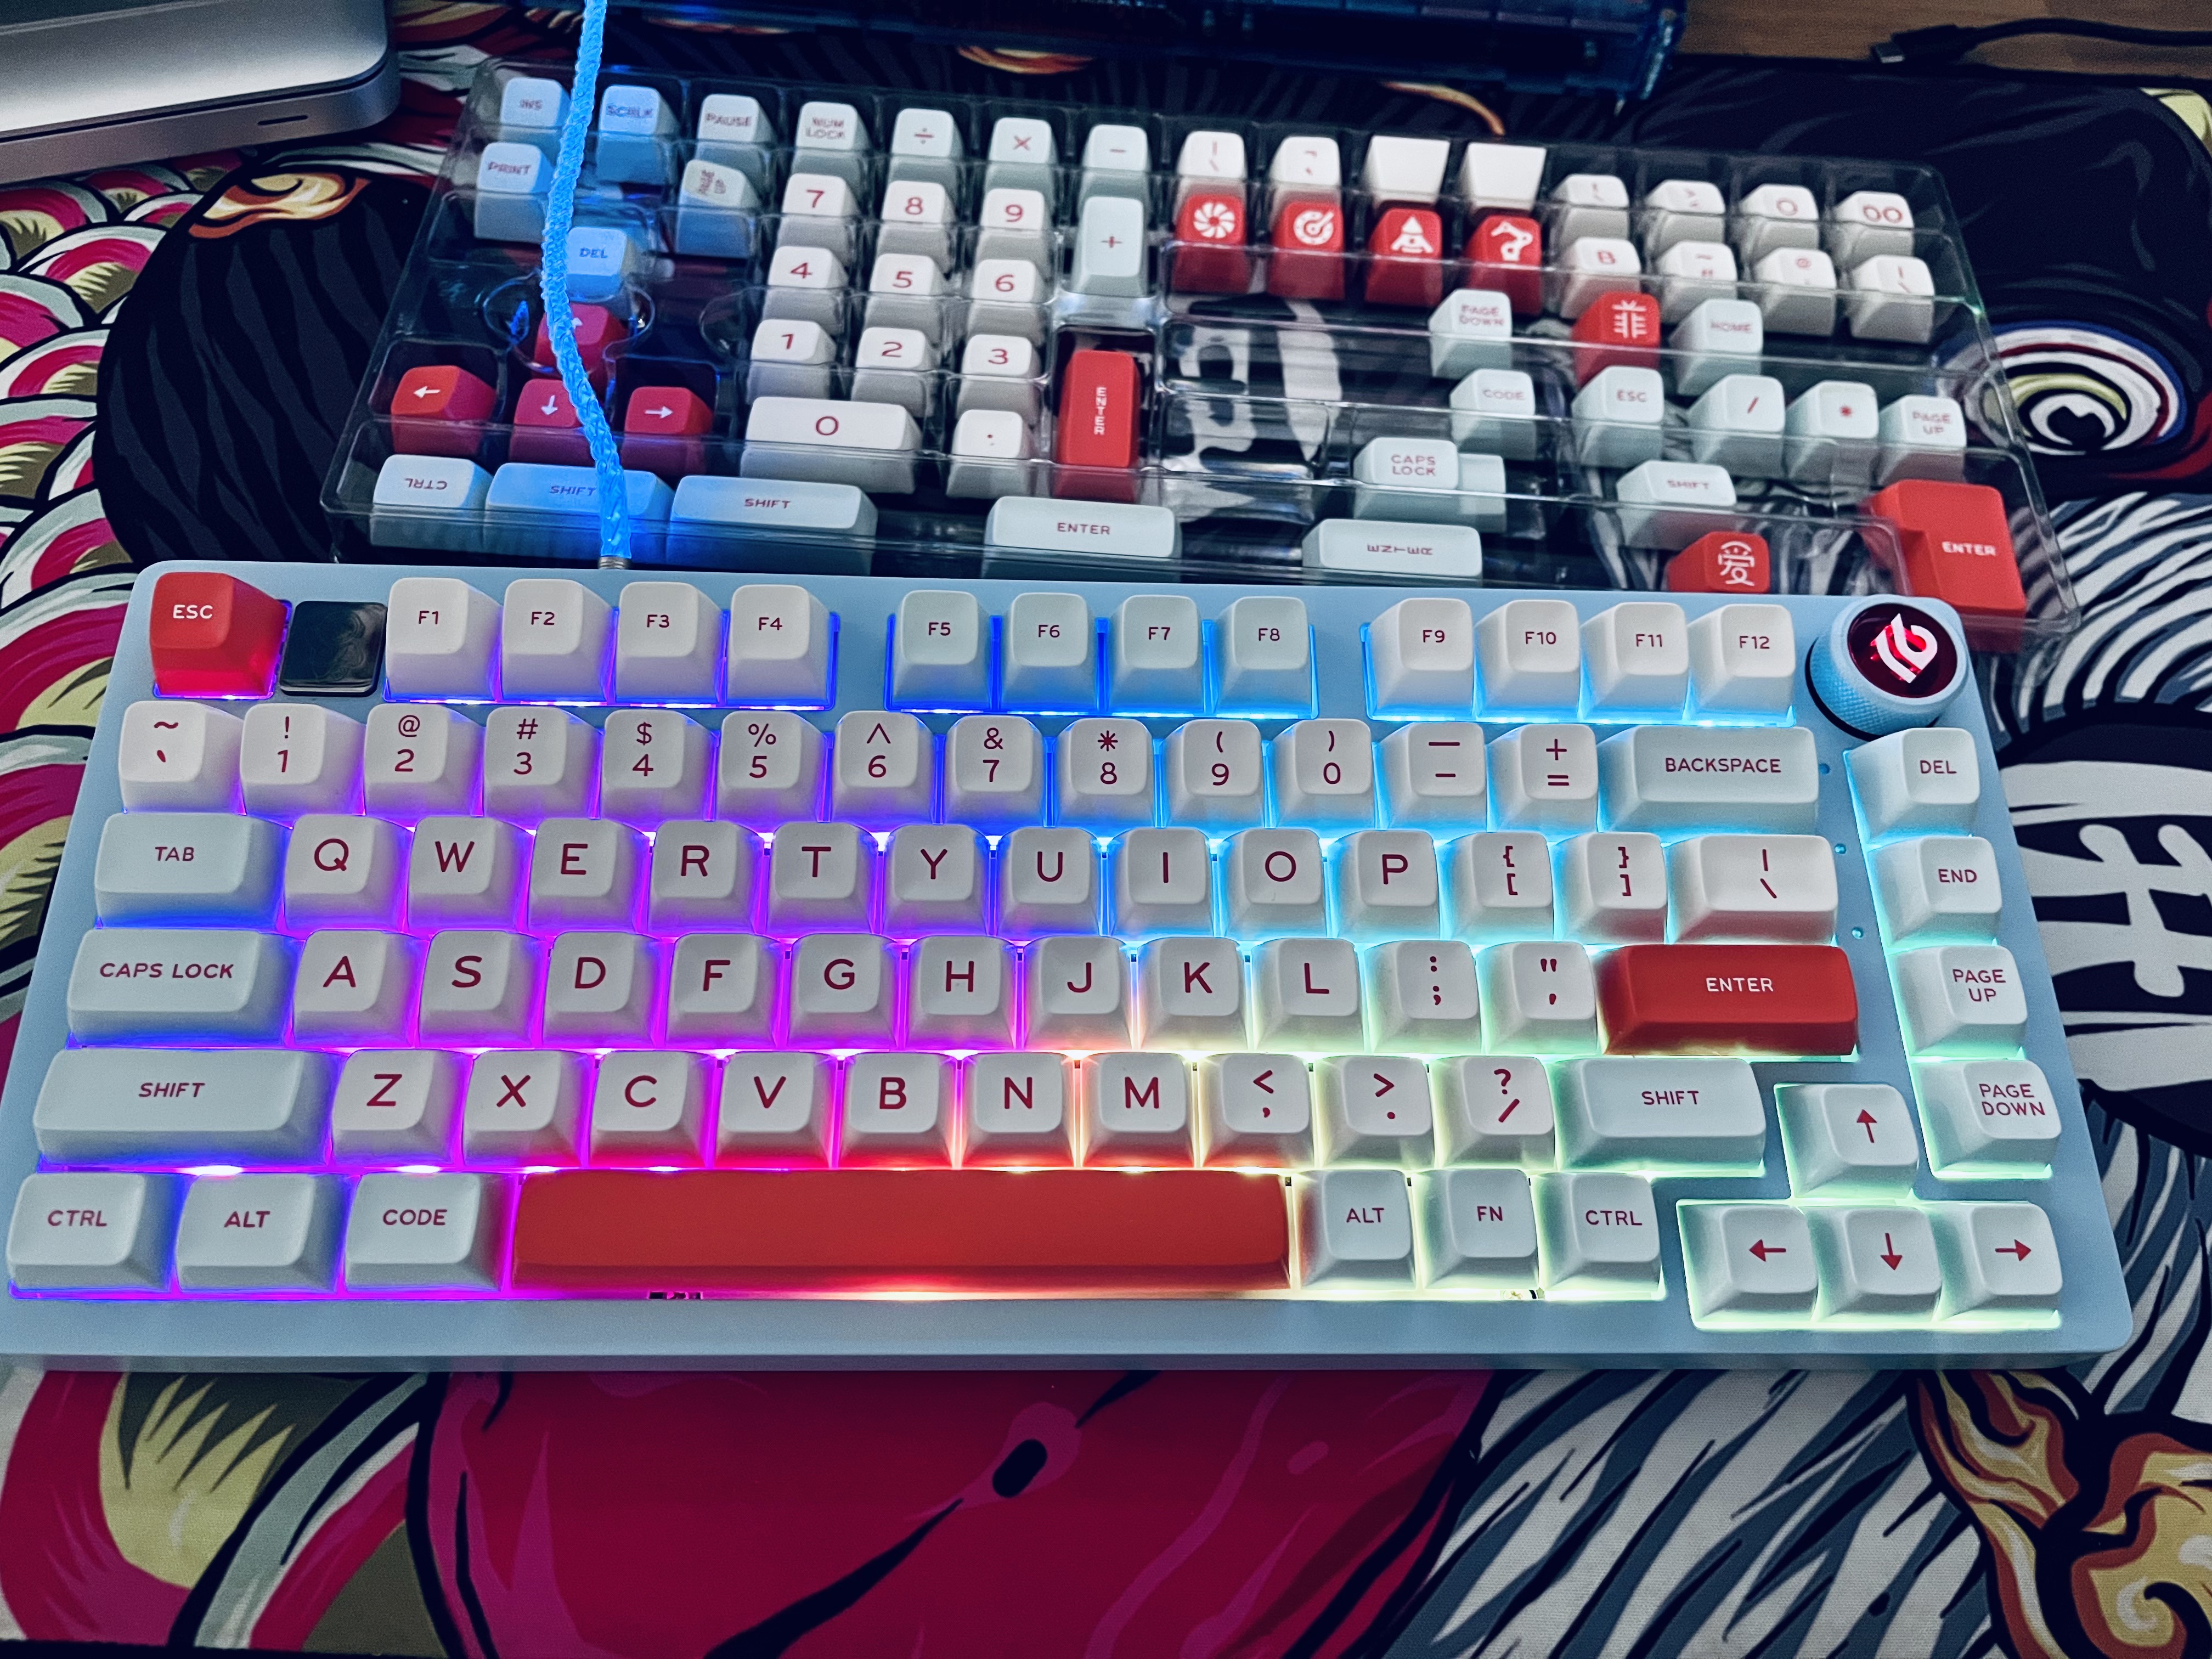 INS
PAUSE
NUM
LOCK
÷
×
−
PRINT
PAGE
UP
7
8
9
+
DEL
4
5
6
B
PAGE
DOWN
HOME
1
2
3
ENTER
CODE
ESC
/
*
PAGE
UP
←
↓
→
0
.
CAPS
LOCK
SHIFT
CTRL
SHIFT
SHIFT
ENTER
ENTER
爱
ENTER
ESC F1 F2 F3 F4 F5 F6 F7 F8 F9 F10 F11 F12
~ ! @ # $ % ^ & * ( ) — +
` 1 2 3 4 5 6 7 8 9 0 - = BACKSPACE DEL
TAB Q W E R T Y U I O P { } | END
[ ] \
CAPS LOCK A S D F G H J K L : " ENTER PAGE
UP
; '
SHIFT Z X C V B N M < > ? SHIFT ↑ PAGE
DOWN
, . /
CTRL ALT CODE ALT FN CTRL ← ↓ →